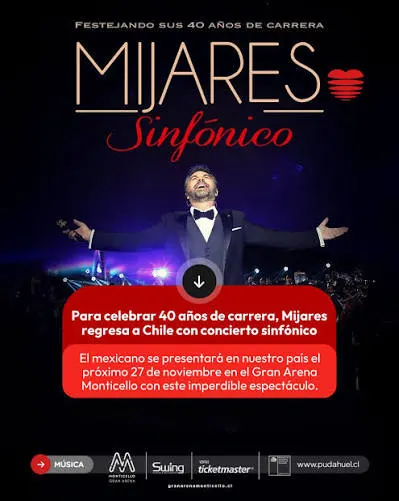 FESTEJANDO SUS 40 AÑOS DE CARRERA
MIJARES
Sinfónico
Para celebrar 40 años de carrera, Mijares
regresa a Chile con concierto sinfónico
El mexicano se presentará en nuestro país el
próximo 27 de noviembre en el Gran Arena
Monticello con este imperdible espectáculo.
MÚSICA
MONTICELLO
GRAN ARENA
Swing
ticketmaster
www.pudahuel.cl
granarenamonticello.cl